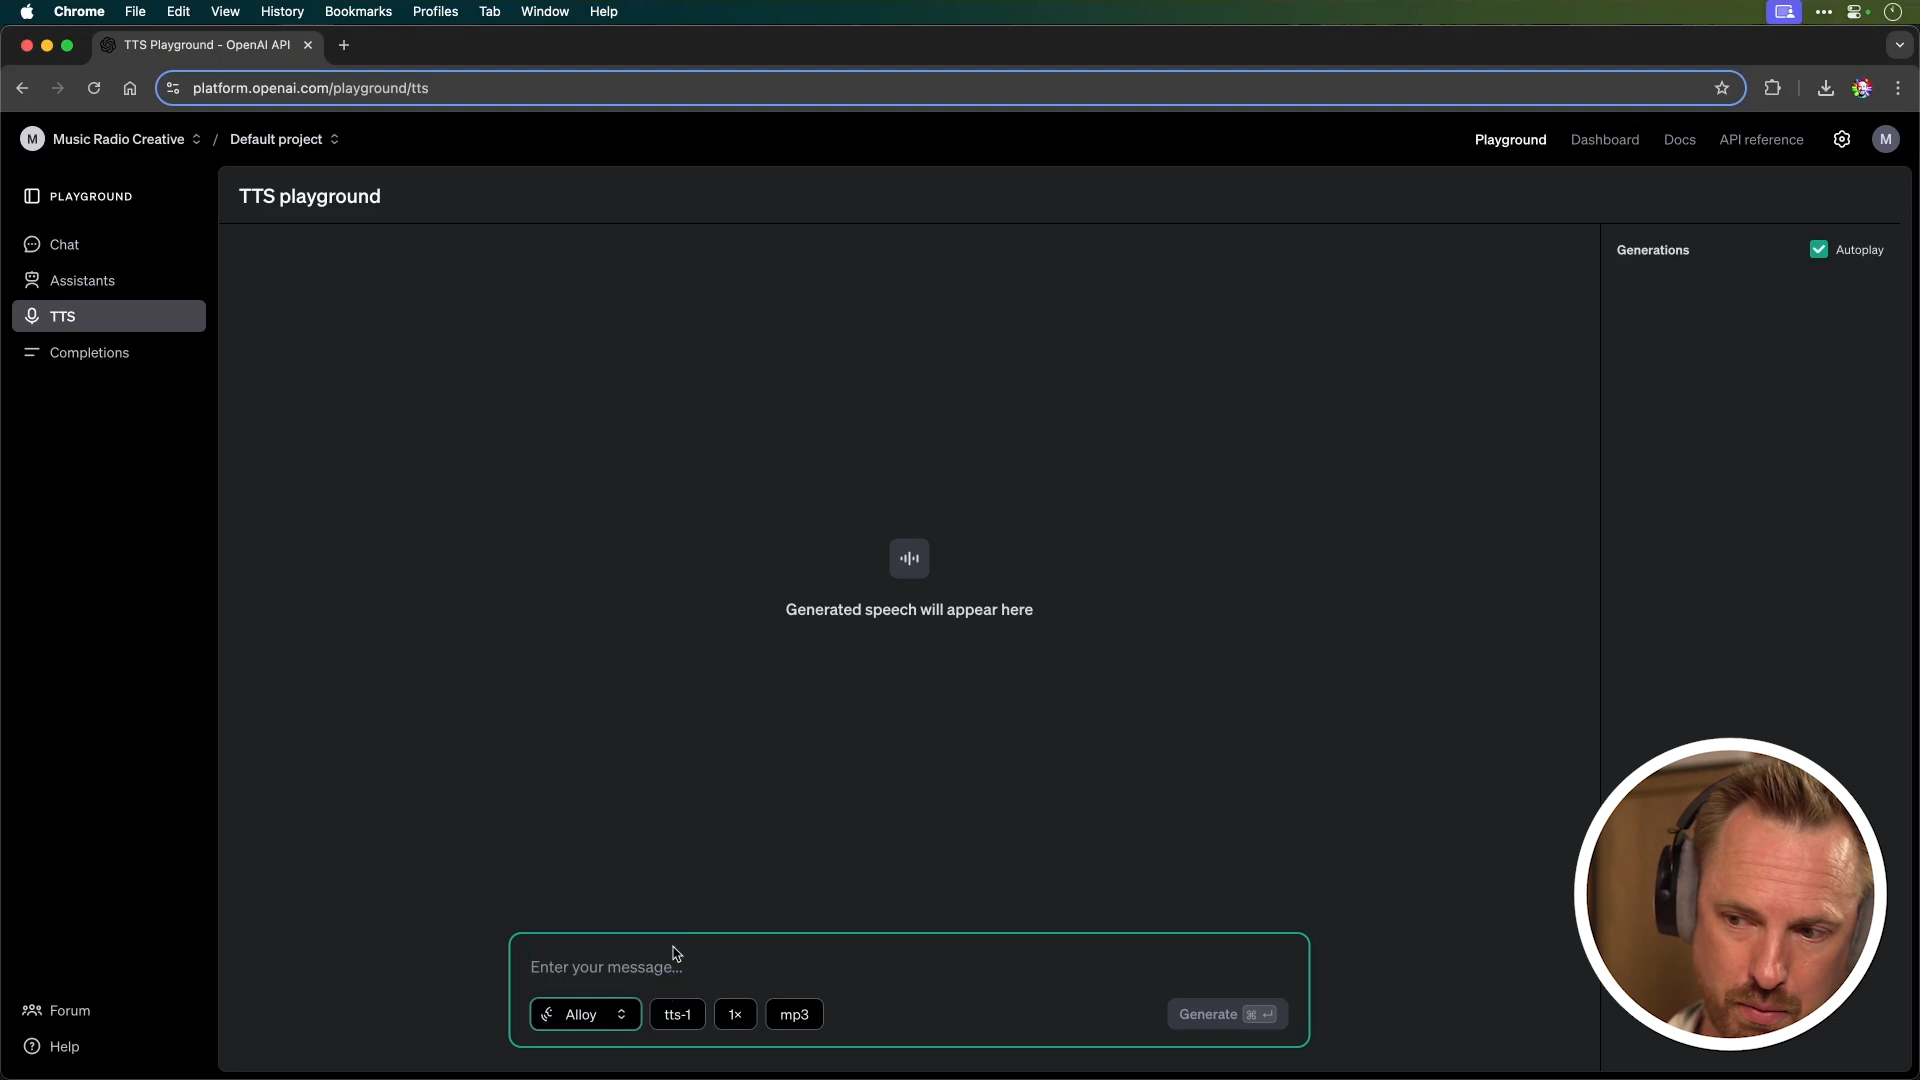 Chrome File Edit View History Bookmarks Profiles Tab Window Help
TTS Playground - OpenAI API
platform.openai.com/playground/tts
M Music Radio Creative / Default project
Playground Dashboard Docs API reference M
PLAYGROUND
Chat
Assistants
TTS
Completions
TTS playground
Generations Autoplay
Generated speech will appear here
Enter your message...
Alloy tts-1 1× mp3 Generate ⌘ ↵
Forum
Help